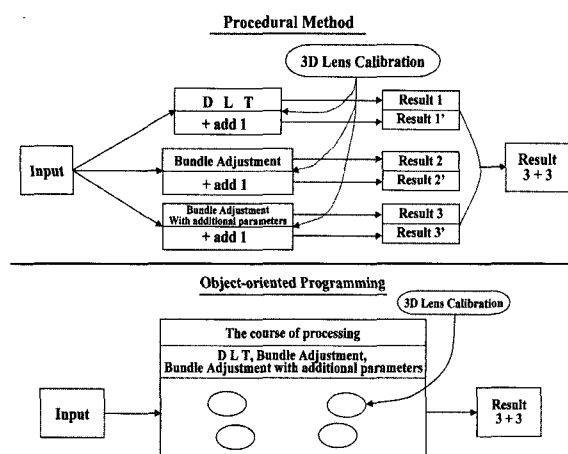 Procedural Method
3D Lens Calibration
D L T
+ add 1
Result 1
Result 1'
Input
Bundle Adjustment
+ add 1
Result 2
Result 2'
Result
3 + 3
Bundle Adjustment
With additional parameters
+ add 1
Result 3
Result 3'
Object-oriented Programming
3D Lens Calibration
The course of processing
D L T, Bundle Adjustment,
Bundle Adjustment with additional parameters
Input
Result
3 + 3